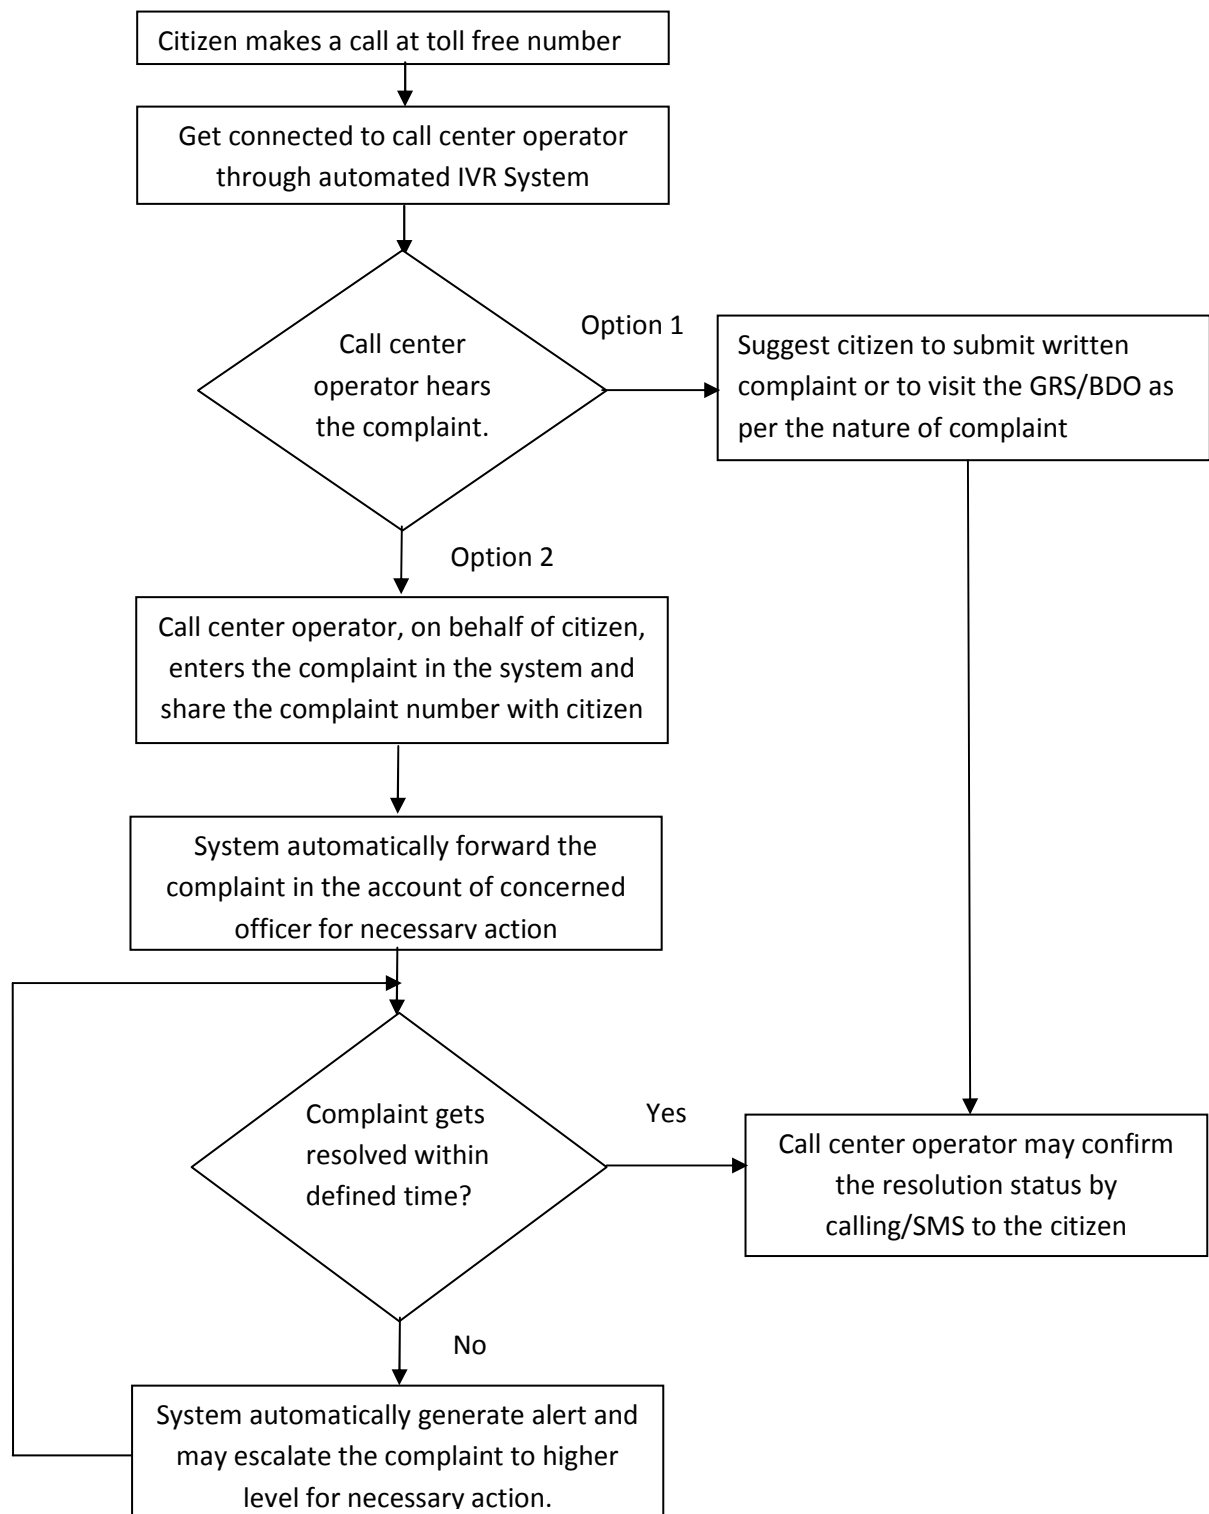 Citizen makes a call at toll free number
Get connected to call center operator
through automated IVR System
Call center
operator hears
the complaint.
Option 1
Suggest citizen to submit written
complaint or to visit the GRS/BDO as
per the nature of complaint
Option 2
Call center operator, on behalf of citizen,
enters the complaint in the system and
share the complaint number with citizen
System automatically forward the
complaint in the account of concerned
officer for necessary action
Complaint gets
resolved within
defined time?
Yes
Call center operator may confirm
the resolution status by
calling/SMS to the citizen
No
System automatically generate alert and
may escalate the complaint to higher
level for necessary action.